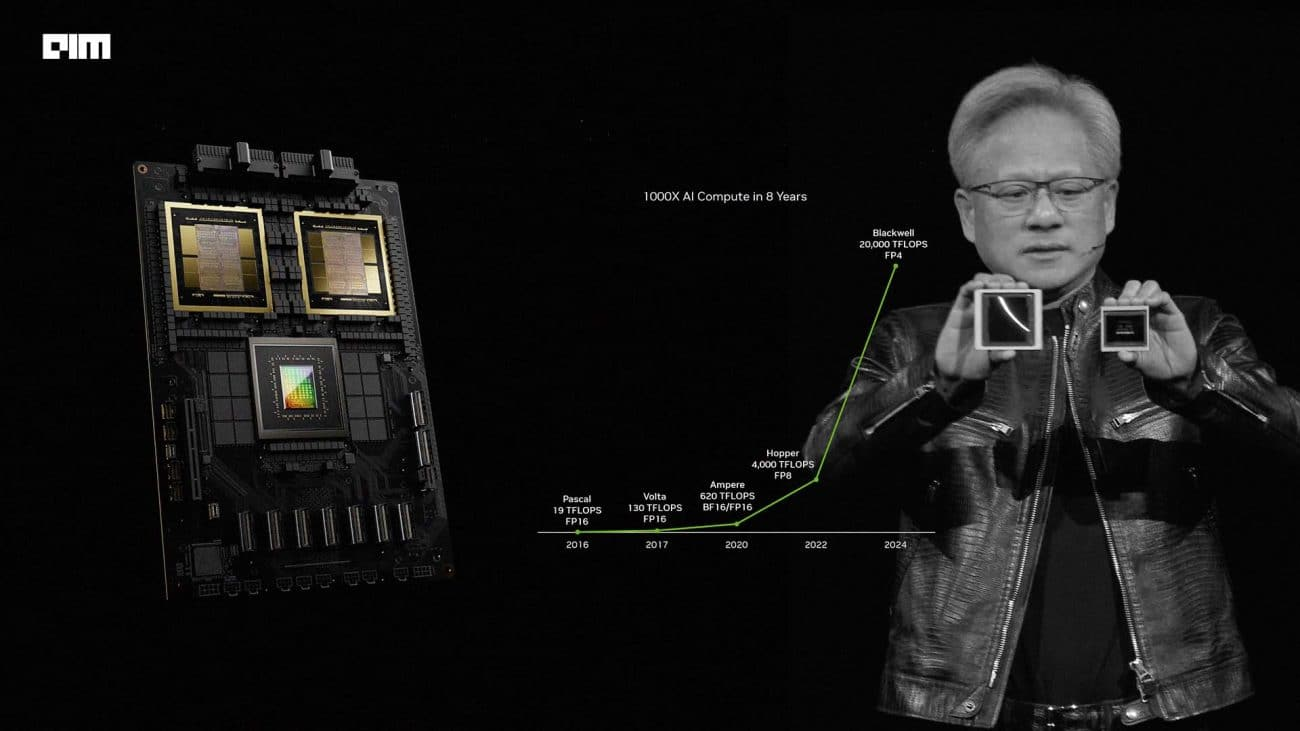 AIM
1000X AI Compute in 8 Years
Blackwell
20,000 TFLOPS
FP4
Hopper
4,000 TFLOPS
FP8
Ampere
620 TFLOPS
BF16/FP16
Volta
130 TFLOPS
FP16
Pascal
19 TFLOPS
FP16
2016
2017
2020
2022
2024